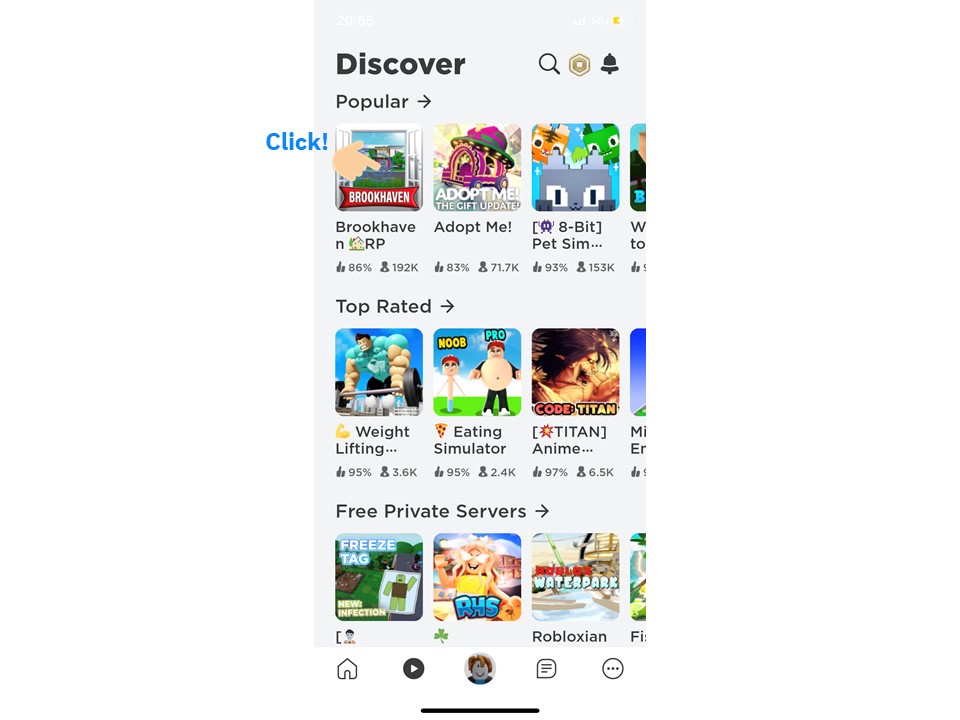 20:55
5G
Discover
Popular →
Click!
BROOKHAVEN
ADOPT ME!
THE GIFT UPDATE!
Brookhave
n 🏡RP
Adopt Me!
[👾 8-Bit]
Pet Sim...
W
to
86% 192K
83% 71.7K
93% 153K
Top Rated →
NOOB PRO
CODE: TITAN
💪 Weight
Lifting...
🍕 Eating
Simulator
[💥TITAN]
Anime...
Mi
Er
95% 3.6K
95% 2.4K
97% 6.5K
Free Private Servers →
FREEZE
TAG
NEW:
INFECTION
RHS
ROBLOX
WATERPARK
[
☘️
Robloxian
Fi